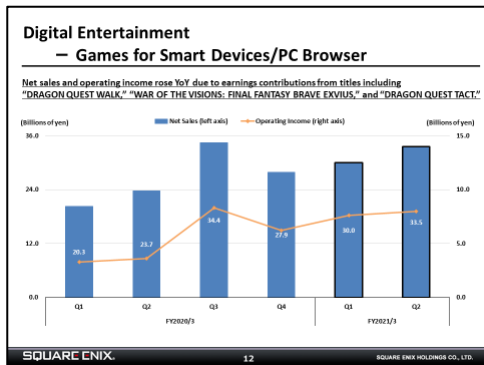 Digital Entertainment
— Games for Smart Devices/PC Browser
Net sales and operating income rose YoY due to earnings contributions from titles including
“DRAGON QUEST WALK,” “WAR OF THE VISIONS: FINAL FANTASY BRAVE EXVIUS,” and “DRAGON QUEST TACT.”
(Billions of yen) Net Sales (left axis) Operating Income (right axis) (Billions of yen)
36.0 15.0
24.0 10.0
12.0 5.0
0.0 0.0
20.3 23.7 34.4 27.9 30.0 33.5
Q1 Q2 Q3 Q4 Q1 Q2
FY2020/3 FY2021/3
SQUARE ENIX. 12 SQUARE ENIX HOLDINGS CO., LTD.